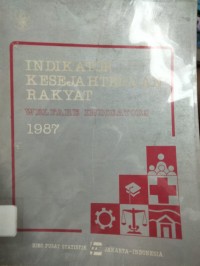 INDIKATOR
KESEJAHTERAAN
RAKYAT
WELFARE INDICATORS
1987
BIRO PUSAT STATISTIK
JAKARTA - INDONESIA